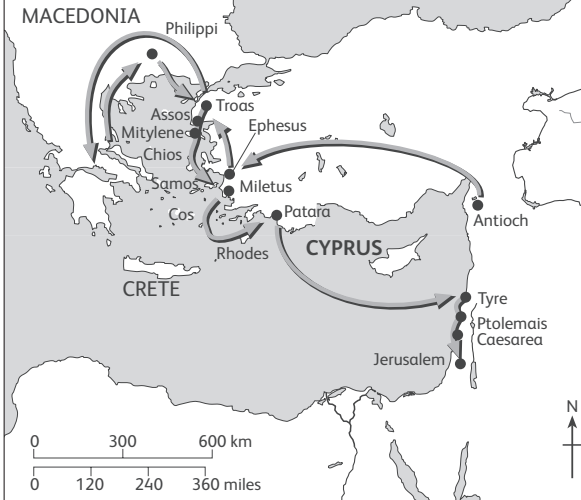 MACEDONIA
Philippi
Assos
Troas
Mitylene
Ephesus
Chios
Samos
Miletus
Cos
Patara
Antioch
Rhodes
CYPRUS
CRETE
Tyre
Ptolemais
Caesarea
Jerusalem
N
0 300 600 km
0 120 240 360 miles